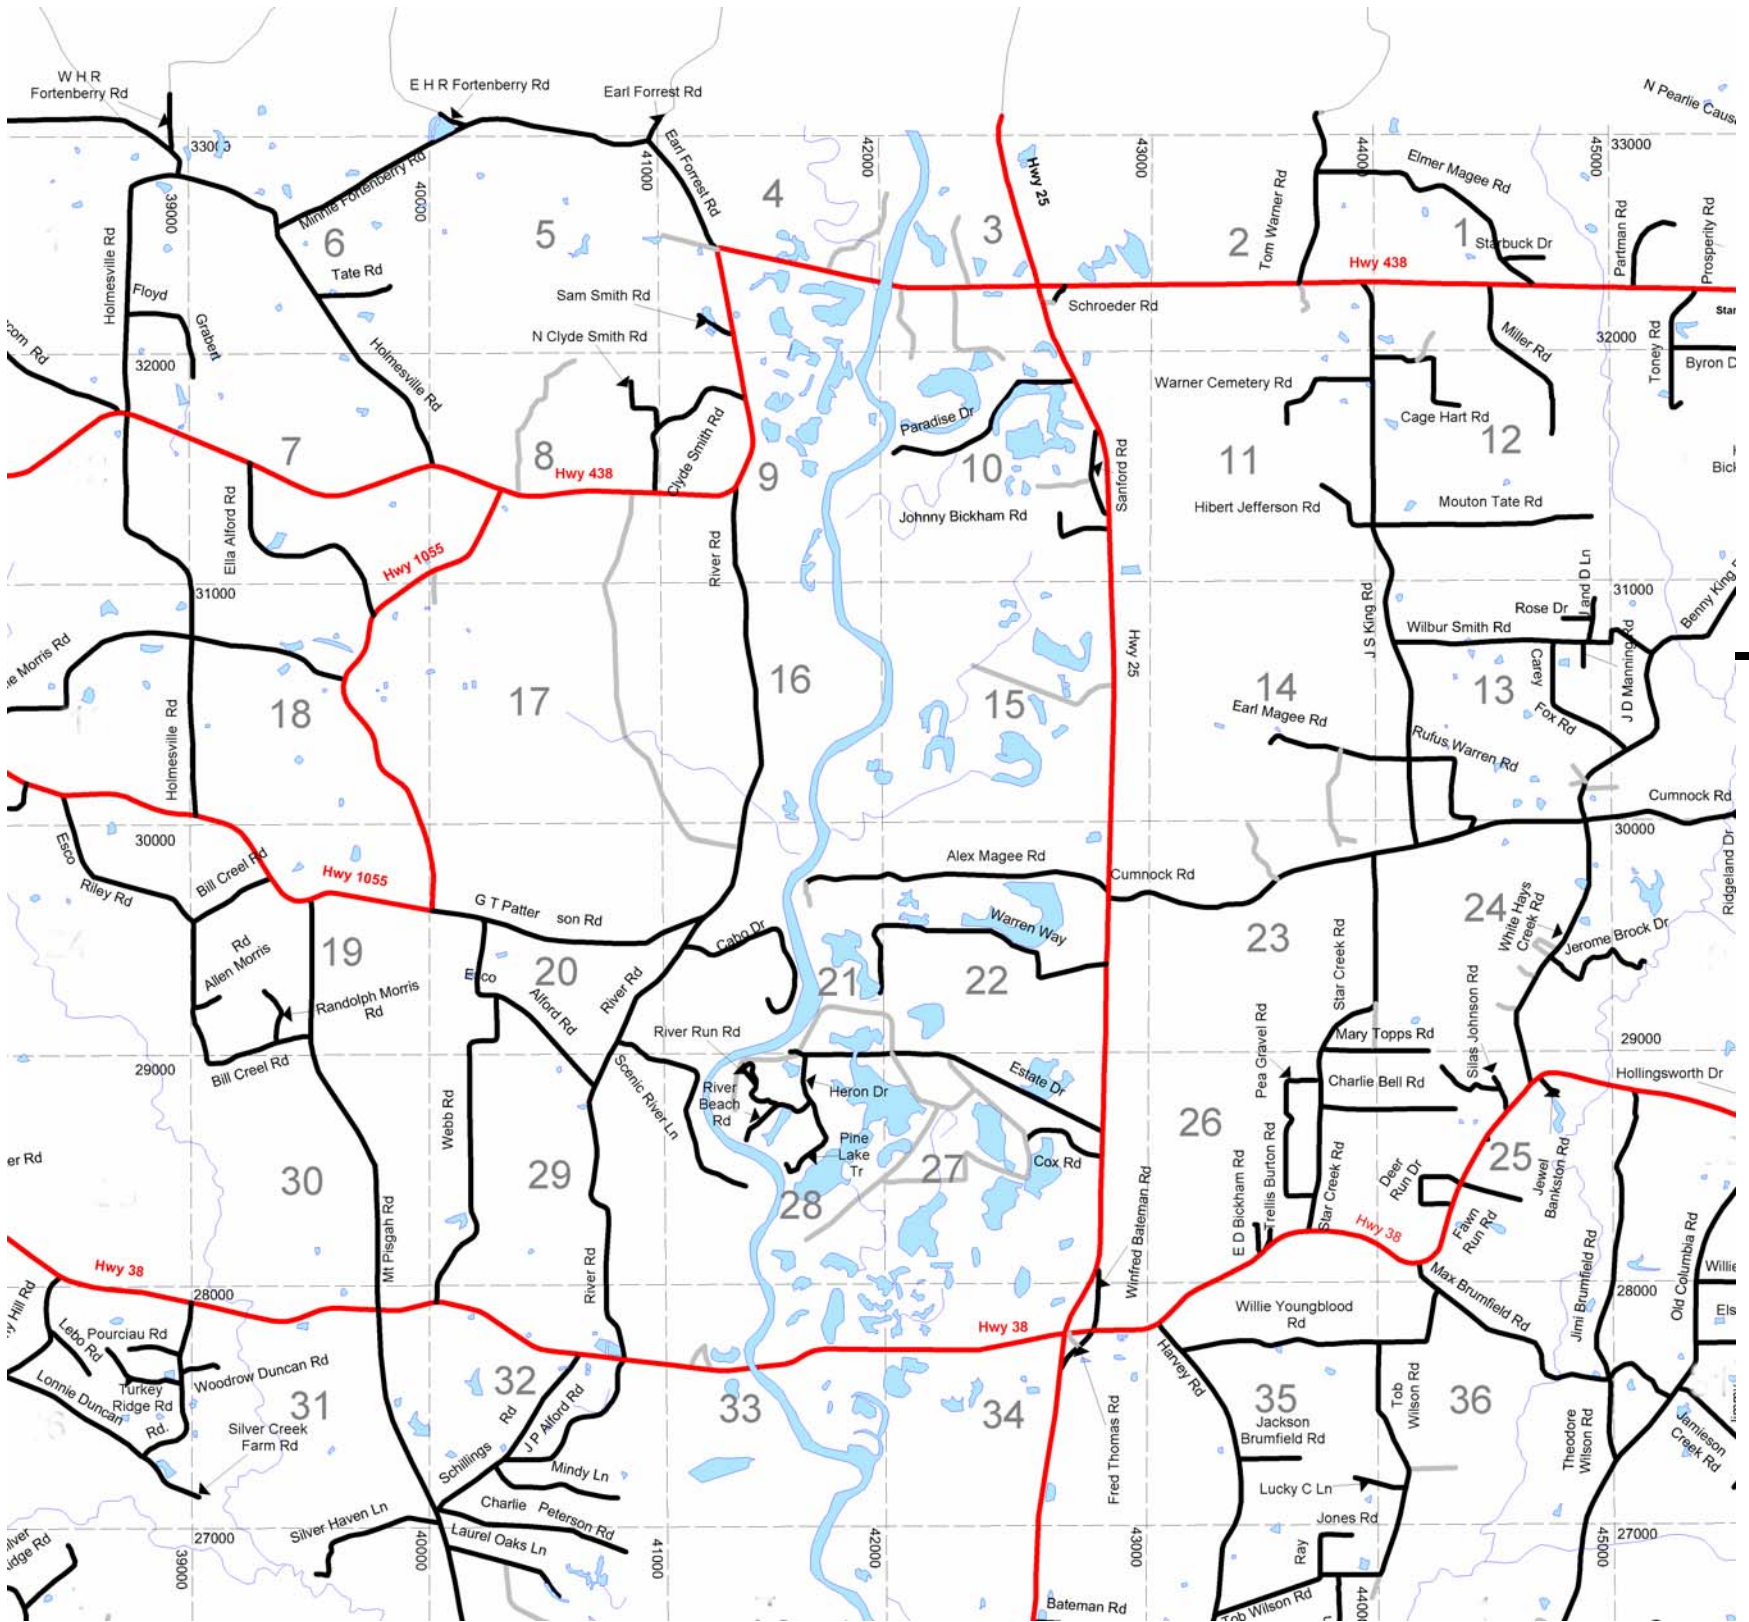 W H R
Fortenberry Rd
E H R Fortenberry Rd
Earl Forrest Rd
N Pearlie
33000
Minnie Fortenberry Rd
40000
41000
Earl Forrest Rd
4
42000
Hwy 25
43000
44000
Elmer Magee Rd
45000
33000
39000
Holmesville Rd
6
5
3
2
Tom Warner Rd
1
Starbuck Dr
Partman Rd
Prosperity Rd
Tate Rd
Hwy 438
Floyd
Grabert
Sam Smith Rd
Schroeder Rd
N Clyde Smith Rd
Miller Rd
32000
Toney Rd
Byron
Rd
32000
Holmesville Rd
Warner Cemetery Rd
Cage Hart Rd
Paradise Dr
7
8
Hwy 438
Clyde Smith Rd
9
10
Sanford Rd
11
12
Ella Alford Rd
Johnny Bickham Rd
Hibert Jefferson Rd
Mouton Tate Rd
Hwy 1055
River Rd
31000
J S King Rd
Rose Dr
J and D Ln
31000
Benny King
Morris Rd
Wilbur Smith Rd
J D Manning Rd
Hwy 25
Carey
Fox Rd
Holmesville Rd
18
17
16
15
14
13
Earl Magee Rd
Rufus Warren Rd
Cumnock Rd
30000
30000
Esco
Riley Rd
Bill Creel Rd
Hwy 1055
Alex Magee Rd
Cumnock Rd
Ridgeland Dr
G T Patter son Rd
Warren Way
24
White Hays
Creek Rd
Jerome Brock Dr
Rd
Allen Morris
19
Cabo Dr
23
Star Creek Rd
Esco
20
Alford Rd
River Rd
21
22
Randolph Morris
Rd
River Run Rd
Mary Topps Rd
Silas Johnson Rd
29000
Pea Gravel Rd
29000
Bill Creel Rd
Scenic River Ln
River
Beach
Rd
Heron Dr
Estate Dr
Charlie Bell Rd
Hollingsworth Dr
Webb Rd
26
Pine
Lake
Tr
27
Cox Rd
25
er Rd
30
Mt Pisgah Rd
29
28
Winfred Bateman Rd
E D Bickham Rd
Trellis Burton Rd
Star Creek Rd
Deer
Run Dr
Fawn
Run Rd
Jewel
Bankston Rd
Hwy 38
Jimi Brumfield Rd
Old Columbia Rd
Hwy 38
28000
River Rd
Max Brumfield Rd
28000
Willie
Hill Rd
Lebo Rd
Pourciau Rd
Hwy 38
Willie Youngblood
Rd
Els
Woodrow Duncan Rd
Turkey
Ridge Rd
Lonnie Duncan
Rd.
31
32
Schillings
Rd
J P Alford Rd
33
34
Harvey Rd
35
Tob
Wilson Rd
36
Silver Creek
Farm Rd
Jackson
Brumfield Rd
Theodore
Wilson Rd
Jamieson
Creek Rd
Mindy Ln
Fred Thomas Rd
Lucky C Ln
Silver Haven Ln
Charlie Peterson Rd
Jones Rd
27000
Laurel Oaks Ln
27000
39000
40000
41000
42000
43000
Ray
45000
Bateman Rd
Tob Wilson Rd